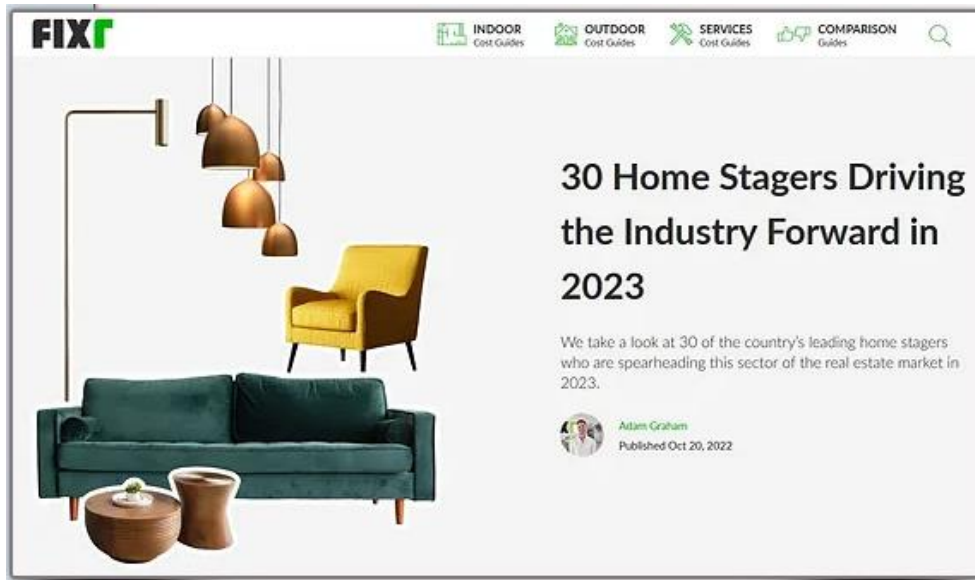 FIXr
INDOOR
Cost Guides
OUTDOOR
Cost Guides
SERVICES
Cost Guides
COMPARISON
Guides
30 Home Stagers Driving
the Industry Forward in
2023
We take a look at 30 of the country's leading home stagers
who are spearheading this sector of the real estate market in
2023.
Adam Graham
Published Oct 20, 2022